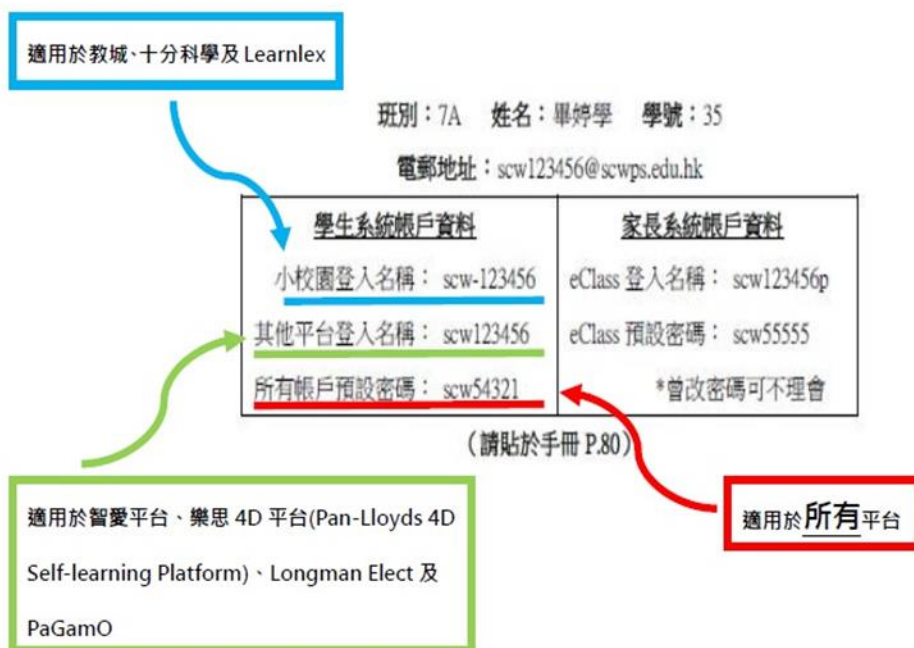 適用於教城、十分科學及 Learnlex
班別：7A 姓名：畢婷學 學號：35
電郵地址：scw123456@scwps.edu.hk
學生系統帳戶資料
小校園登入名稱： scw-123456
其他平台登入名稱： scw123456
所有帳戶預設密碼： scw54321
家長系統帳戶資料
eClass 登入名稱： scw123456p
eClass 預設密碼： scw55555
*曾改密碼可不理會
（請貼於手冊 P.80）
適用於智愛平台、樂思 4D 平台(Pan-Lloyds 4D
Self-learning Platform)、Longman Elect 及
PaGamO
適用於所有平台